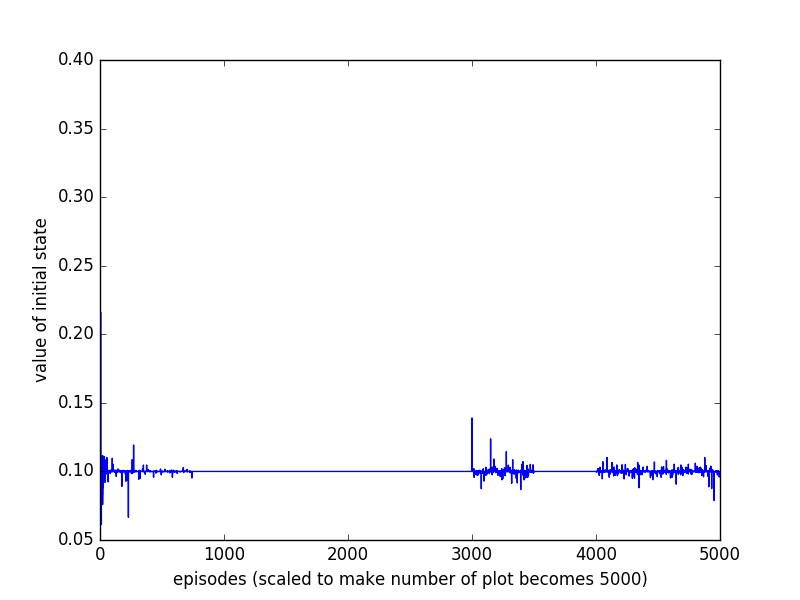 0.40
0.35
0.30
0.25
0.20
0.15
0.10
0.05
value of initial state
0 1000 2000 3000 4000 5000
episodes (scaled to make number of plot becomes 5000)